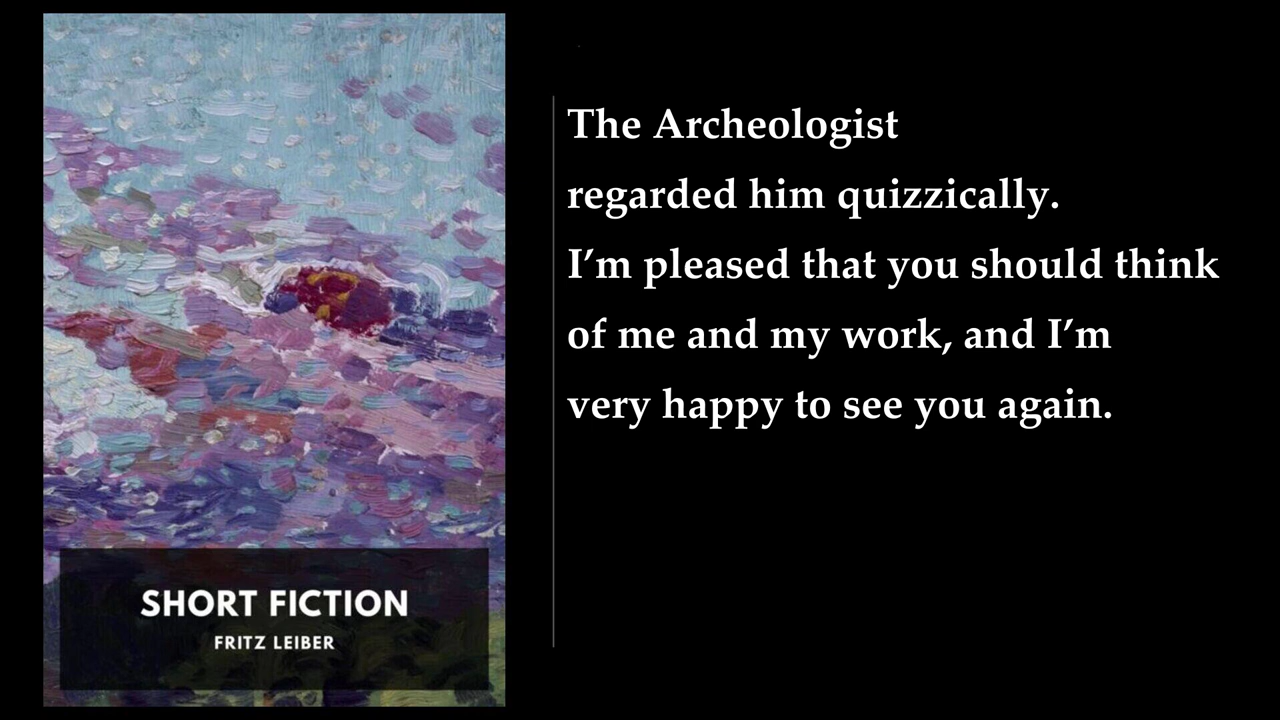 SHORT FICTION
FRITZ LEIBER
The Archeologist
regarded him quizzically.
I’m pleased that you should think
of me and my work, and I’m
very happy to see you again.